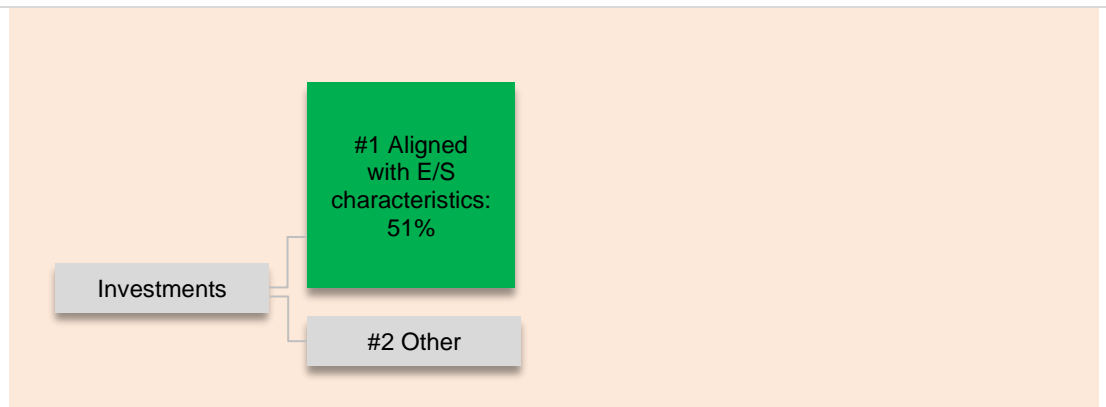 #1 Aligned
with E/S
characteristics:
51%
Investments
#2 Other